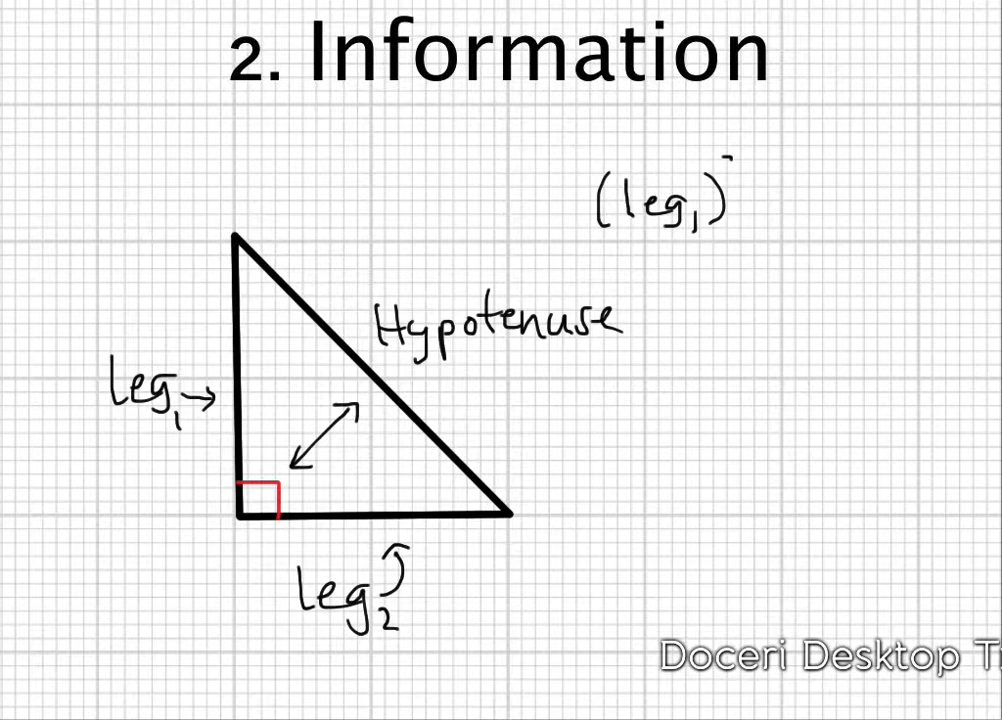 2. Information
(leg₁)
Hypotenuse
leg₁→
leg₂
Doceri Desktop